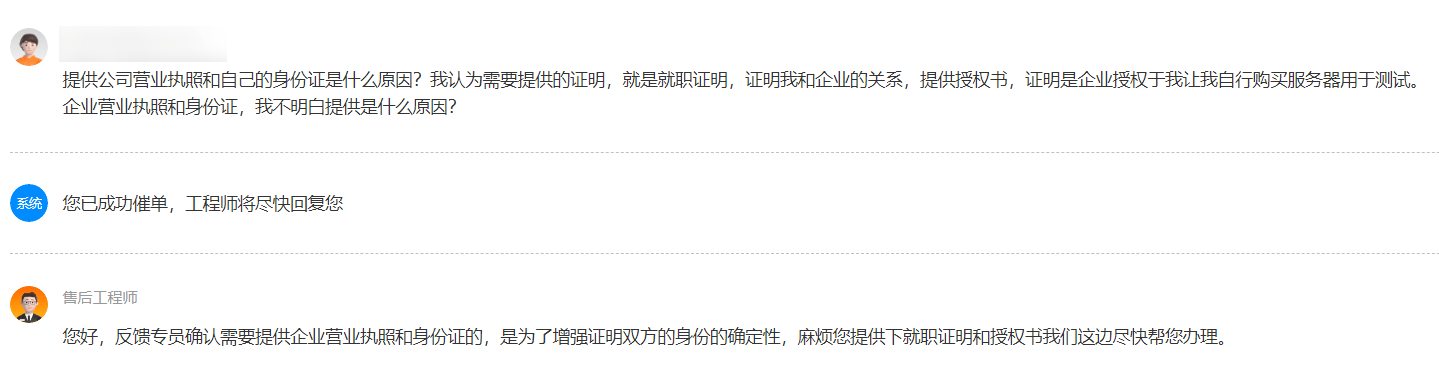 提供公司营业执照和自己的身份证是什么原因？我认为需要提供的证明，就是就职证明，证明我和企业的关系，提供授权书，证明是企业授权于我让我自行购买服务器用于测试。
企业营业执照和身份证，我不明白提供是什么原因？
系统
您已成功催单，工程师将尽快回复您
售后工程师
您好，反馈专员确认需要提供企业营业执照和身份证的，是为了增强证明双方的身份的确定性，麻烦您提供下就职证明和授权书我们这边尽快帮您办理。